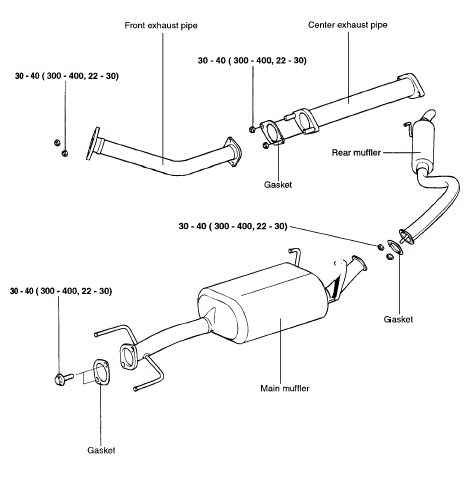 Front exhaust pipe
Center exhaust pipe
30 - 40 ( 300 - 400, 22 - 30)
30 - 40 ( 300 - 400, 22 - 30)
Rear muffler
Gasket
30 - 40 ( 300 - 400, 22 - 30)
30 - 40 ( 300 - 400, 22 - 30)
Gasket
Main muffler
Gasket